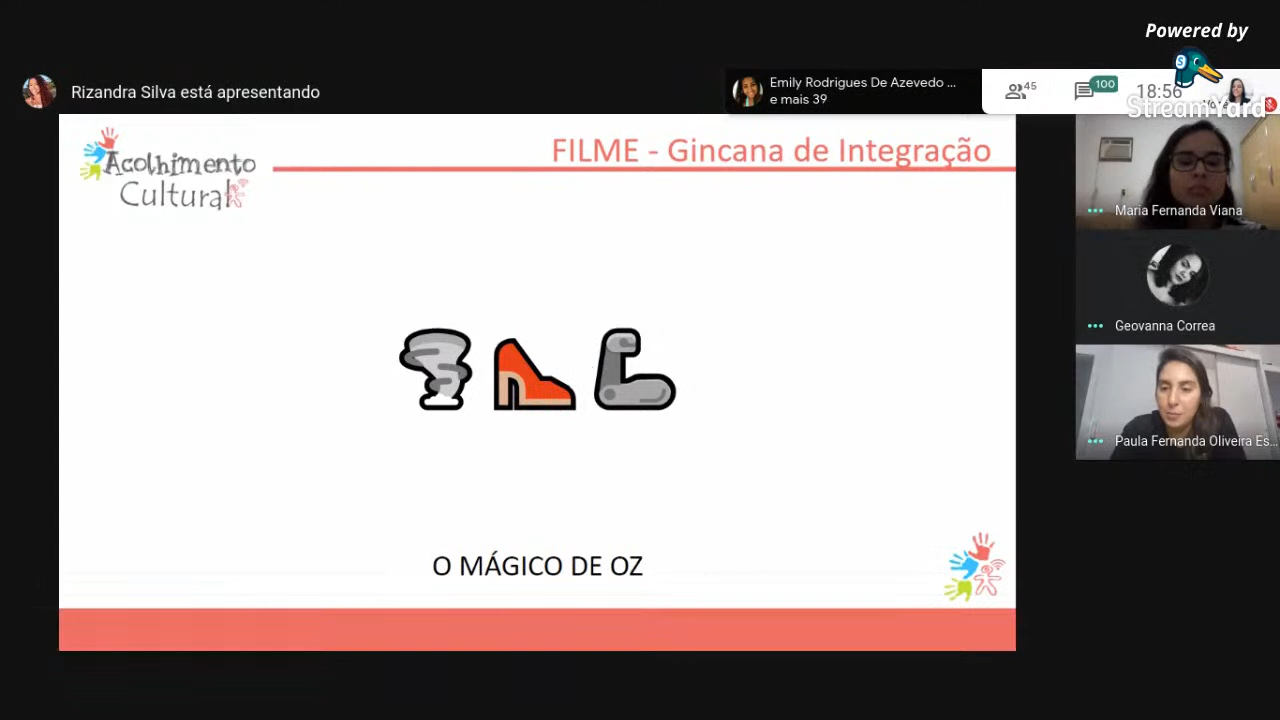 Powered by
StreamYard
Rizandra Silva está apresentando
Emily Rodrigues De Azevedo ...
e mais 39
45
100
18:56
Acolhimento
Cultural
FILME - Gincana de Integração
O MÁGICO DE OZ
Maria Fernanda Viana
Geovanna Correa
Paula Fernanda Oliveira Es...